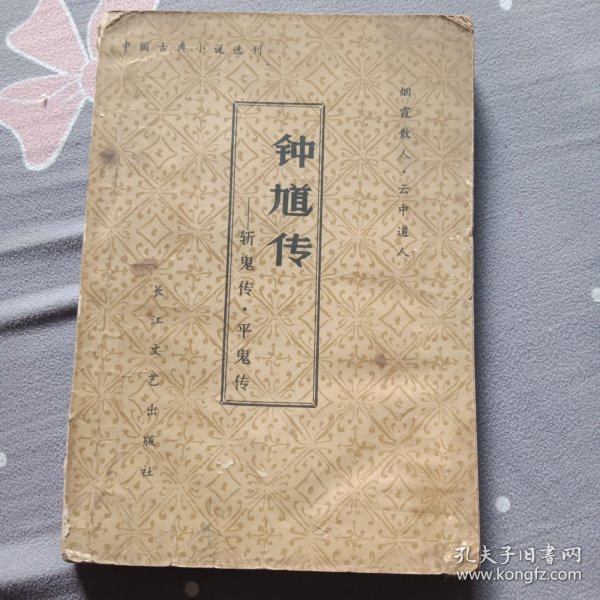 中国古典小说选刊
烟霞散人·云中道人
钟馗传
——斩鬼传·平鬼传
长江文艺出版社
孔夫子旧书网
www.kongfz.com